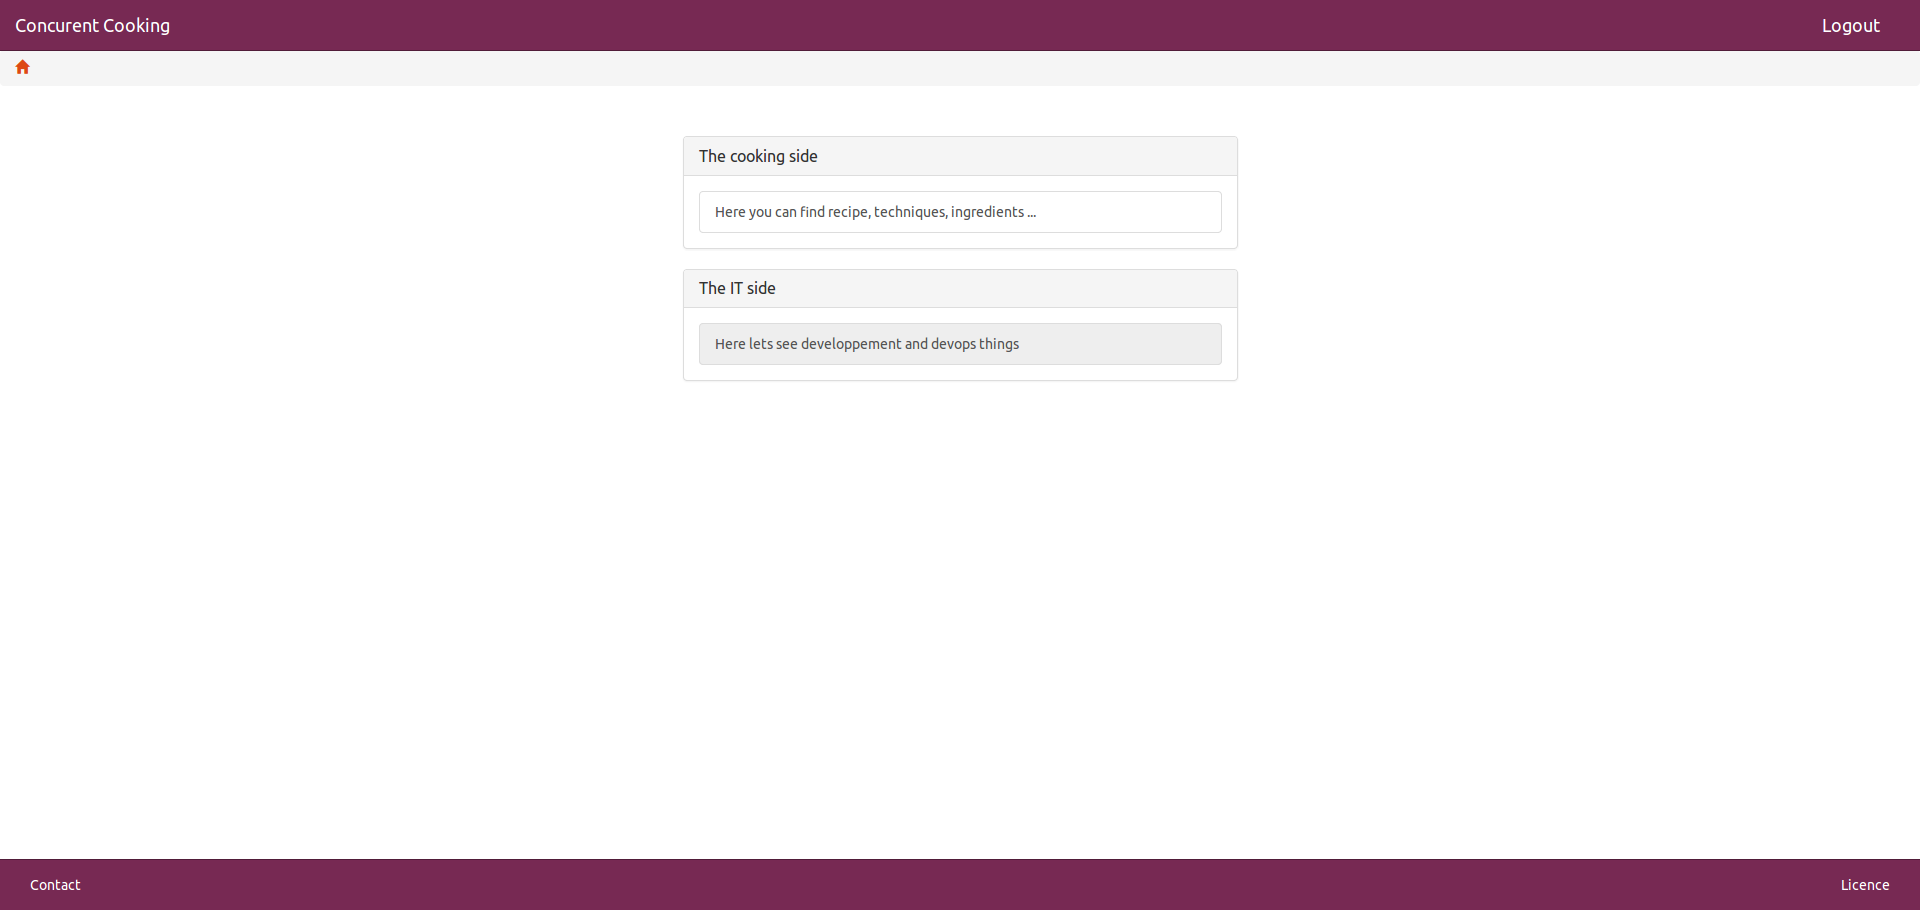 Concurent Cooking
Logout
The cooking side
Here you can find recipe, techniques, ingredients ...
The IT side
Here lets see developpement and devops things
Contact
Licence